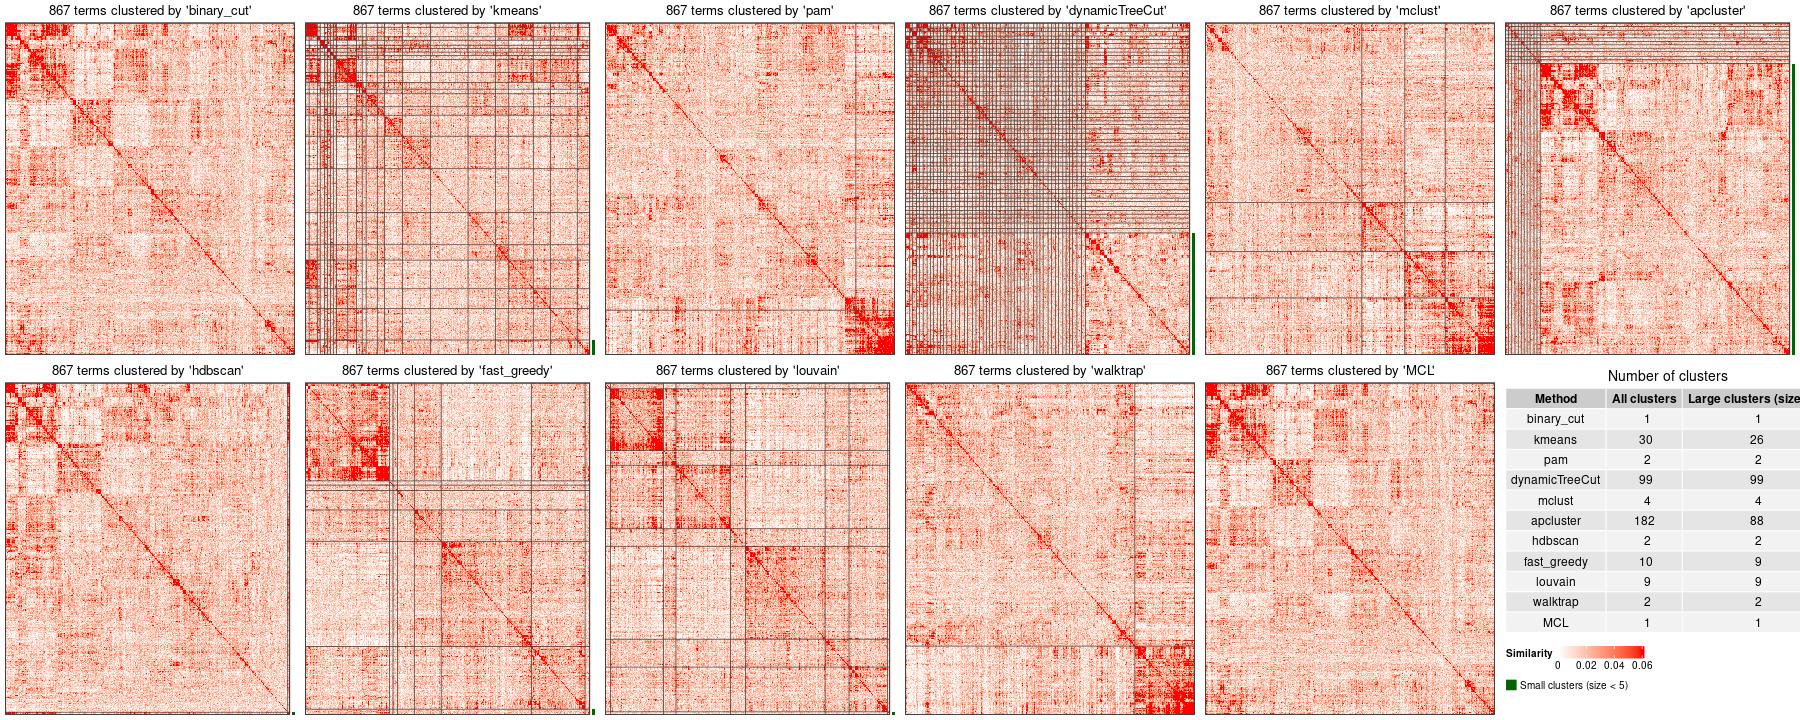 867 terms clustered by 'binary_cut'
867 terms clustered by 'kmeans'
867 terms clustered by 'pam'
867 terms clustered by 'dynamicTreeCut'
867 terms clustered by 'mclust'
867 terms clustered by 'apcluster'
867 terms clustered by 'hdbscan'
867 terms clustered by 'fast_greedy'
867 terms clustered by 'louvain'
867 terms clustered by 'walktrap'
867 terms clustered by 'MCL'
Number of clusters
Method All clusters Large clusters (size
binary_cut 1 1
kmeans 30 26
pam 2 2
dynamicTreeCut 99 99
mclust 4 4
apcluster 182 88
hdbscan 2 2
fast_greedy 10 9
louvain 9 9
walktrap 2 2
MCL 1 1
Similarity
0 0.02 0.04 0.06
Small clusters (size < 5)